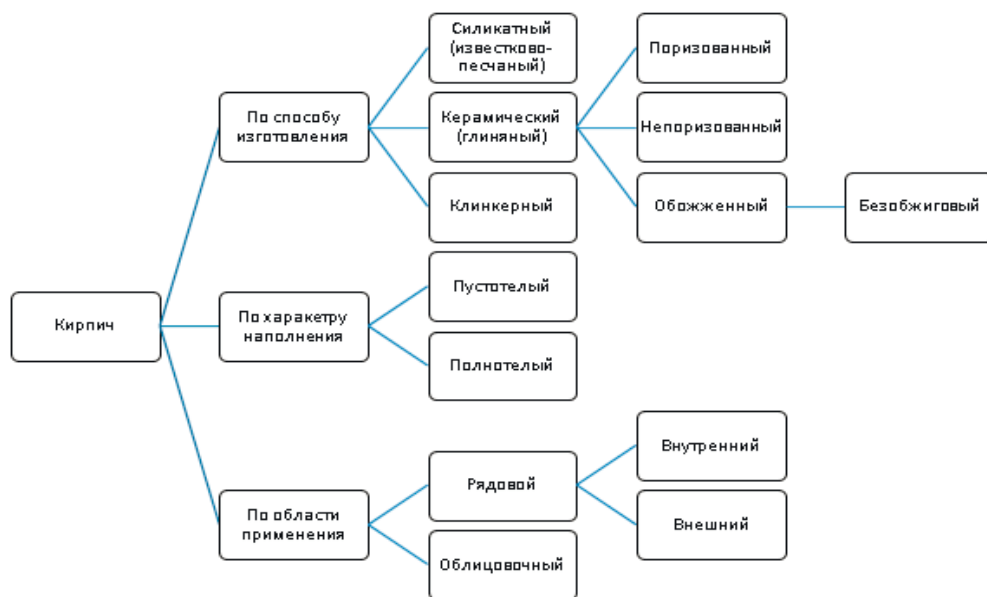 Силикатный
(известково-
песчаный)
Поризованный
По способу
изготовления
Керамический
(глиняный)
Непоризованный
Клинкерный
Обожженный
Безобжиговый
Пустотелый
Кирпич
По харакетру
наполнения
Полнотелый
Внутренний
Рядовой
По области
применения
Внешний
Облицовочный